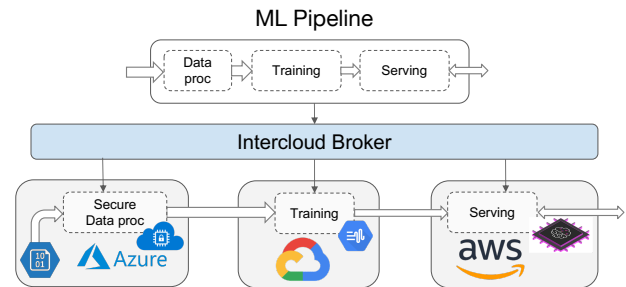 ML Pipeline
Data
proc
Training
Serving
Intercloud Broker
Secure
Data proc
Training
Serving
10
01
Azure
aws